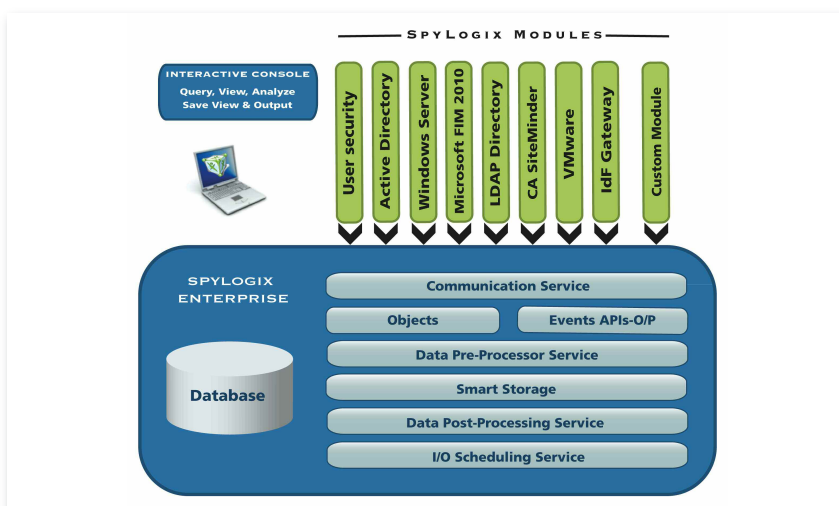 SPYLOGIX MODULES
INTERACTIVE CONSOLE
Query, View, Analyze
Save View & Output
User security
Active Directory
Windows Server
Microsoft FIM 2010
LDAP Directory
CA SiteMinder
VMware
IdF Gateway
Custom Module
SPYLOGIX
ENTERPRISE
Database
Communication Service
Objects
Events APIs-O/P
Data Pre-Processor Service
Smart Storage
Data Post-Processing Service
I/O Scheduling Service